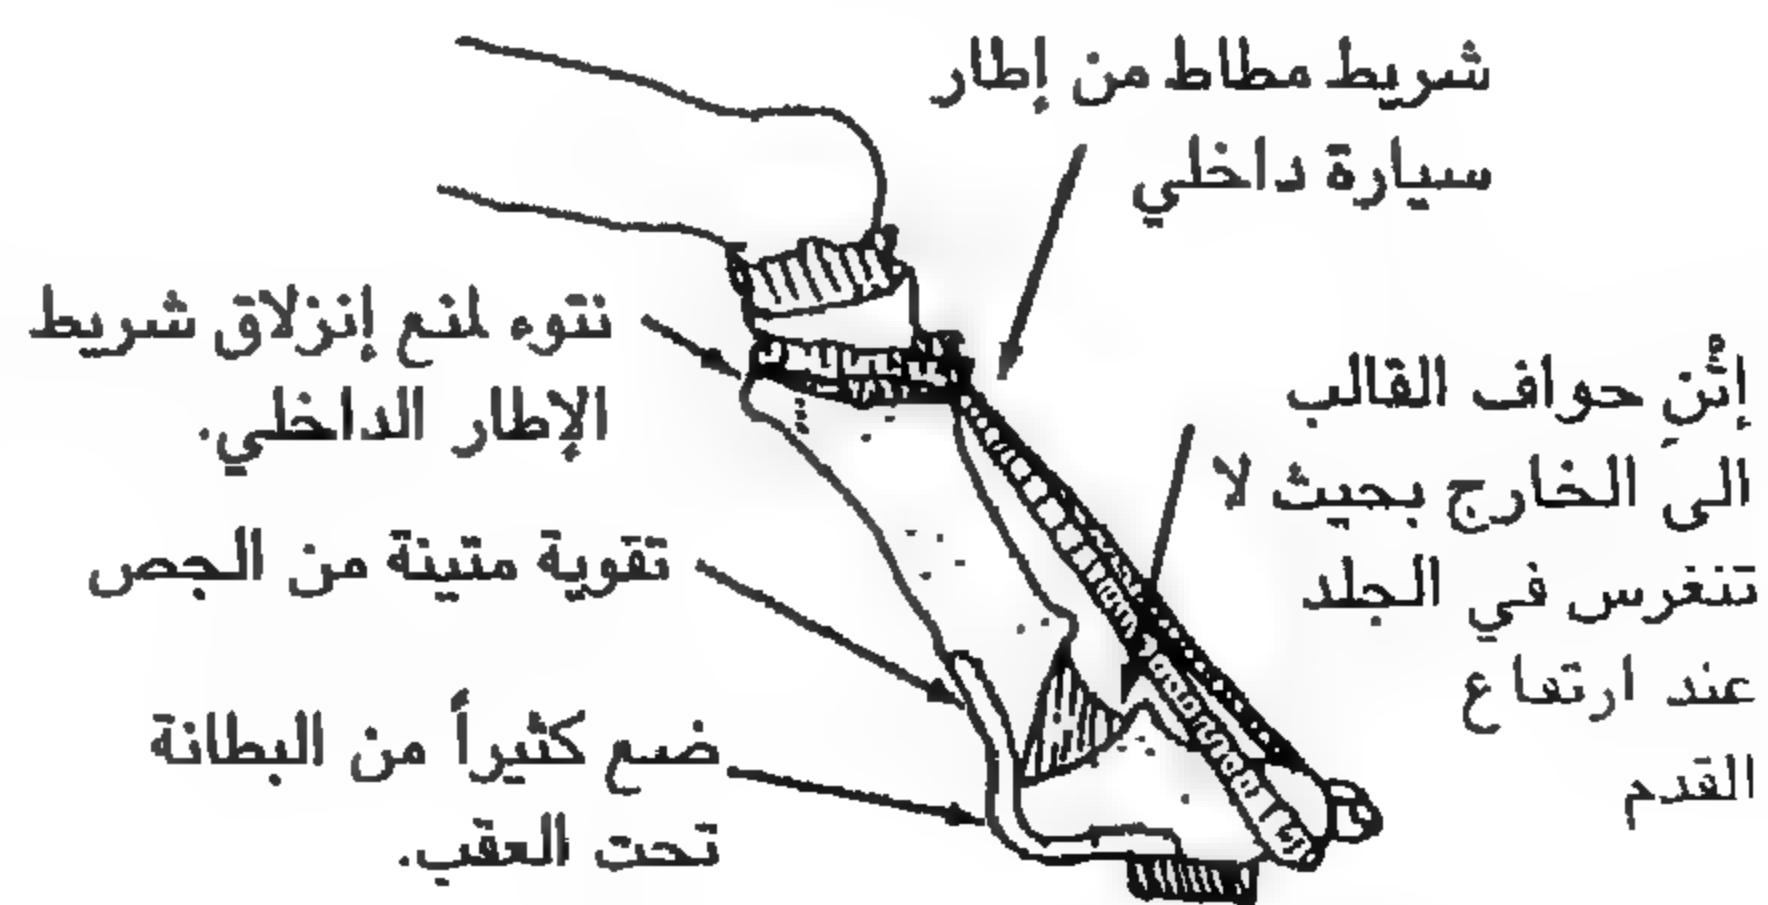 شريط مطاط من إطار
سيارة داخلي
نتوء لمنع إنزلاق شريط
الإطار الداخلي.
إثْنِ حواف القالب
الى الخارج بحيث لا
تنغرس في الجلد
عند ارتفاع
القدم
تقوية متينة من الجص
ضع كثيراً من البطانة
تحت العقب.